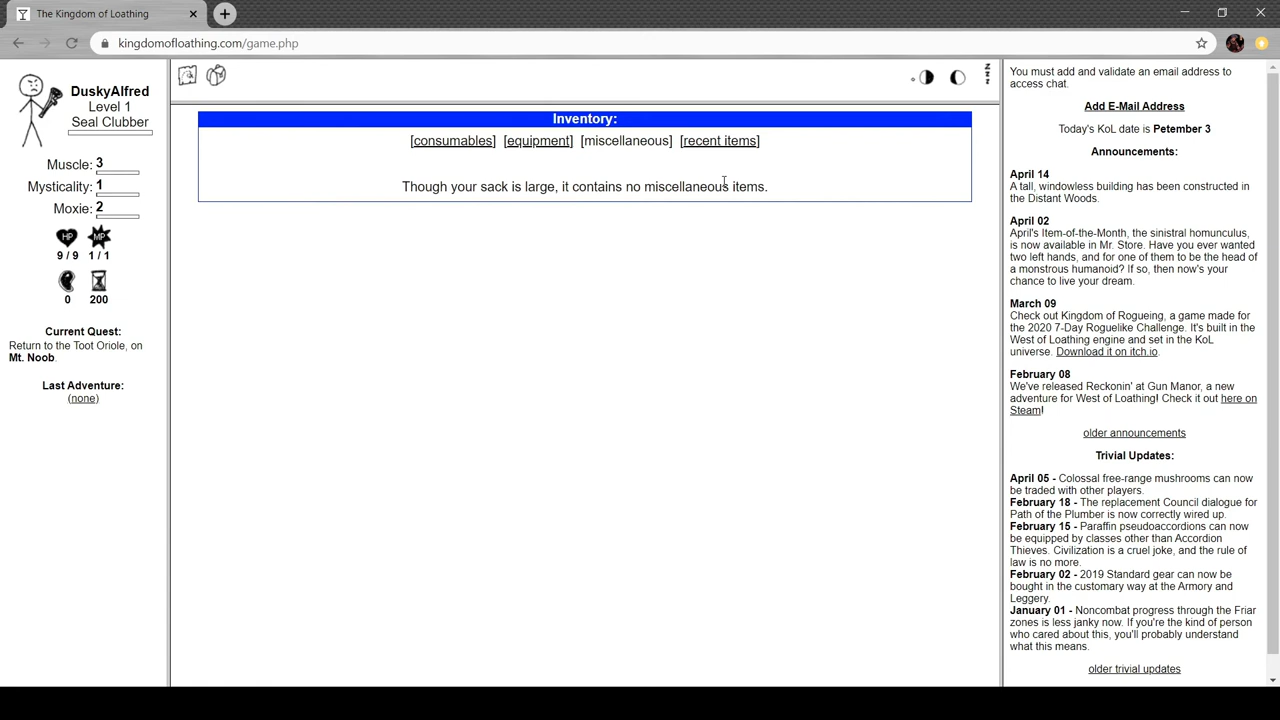 The Kingdom of Loathing
kingdomofloathing.com/game.php
DuskyAlfred
Level 1
Seal Clubber
Muscle: 3
Mysticality: 1
Moxie: 2
HP MP
9 / 9 1 / 1
0 200
Current Quest:
Return to the Toot Oriole, on
Mt. Noob.
Last Adventure:
(none)
z z z
Inventory:
[consumables] [equipment] [miscellaneous] [recent items]
Though your sack is large, it contains no miscellaneous items.
You must add and validate an email address to
access chat.
Add E-Mail Address
Today's KoL date is Petember 3
Announcements:
April 14
A tall, windowless building has been constructed in
the Distant Woods.
April 02
April's Item-of-the-Month, the sinistral homunculus,
is now available in Mr. Store. Have you ever wanted
two left hands, and for one of them to be the head of
a monstrous humanoid? If so, then now's your
chance to live your dream.
March 09
Check out Kingdom of Rogueing, a game made for
the 2020 7-Day Roguelike Challenge. It's built in the
West of Loathing engine and set in the KoL
universe. Download it on itch.io.
February 08
We've released Reckonin' at Gun Manor, a new
adventure for West of Loathing! Check it out here on
Steam!
older announcements
Trivial Updates:
April 05 - Colossal free-range mushrooms can now
be traded with other players.
February 18 - The replacement Council dialogue for
Path of the Plumber is now correctly wired up.
February 15 - Paraffin pseudoaccordions can now
be equipped by classes other than Accordion
Thieves. Civilization is a cruel joke, and the rule of
law is no more.
February 02 - 2019 Standard gear can now be
bought in the customary way at the Armory and
Leggery.
January 01 - Noncombat progress through the Friar
zones is less janky now. If you're the kind of person
who cared about this, you'll probably understand
what this means.
older trivial updates